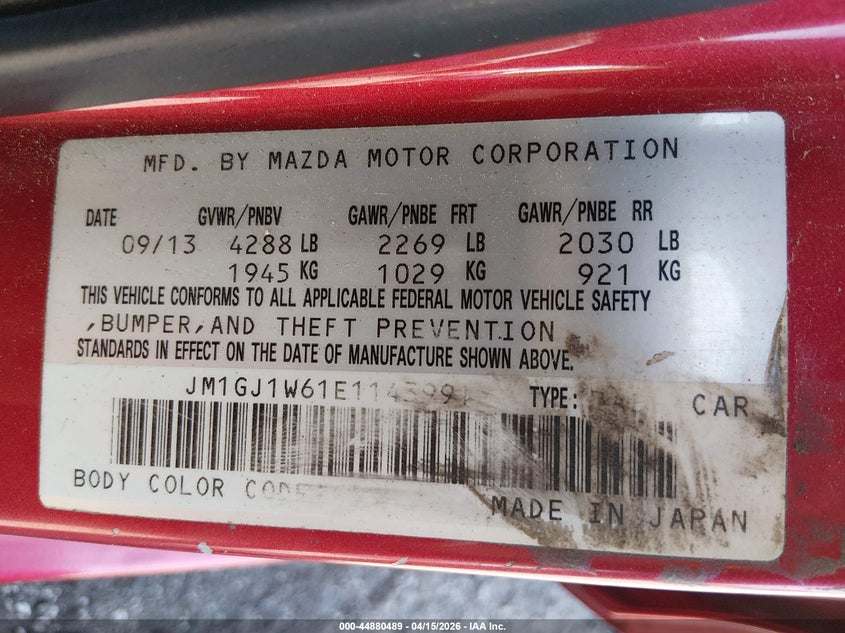 MFD. BY MAZDA MOTOR CORPORATION
DATE GVWR/PNBV GAWR/PNBE FRT GAWR/PNBE RR
09/13 4288 LB 2269 LB 2030 LB
1945 KG 1029 KG 921 KG
THIS VEHICLE CONFORMS TO ALL APPLICABLE FEDERAL MOTOR VEHICLE SAFETY
,BUMPER,AND THEFT PREVENTION
STANDARDS IN EFFECT ON THE DATE OF MANUFACTURE SHOWN ABOVE.
TYPE: CAR
BODY COLOR CODE
MADE IN JAPAN
000-44880489 - 04/15/2026 - IAA Inc.